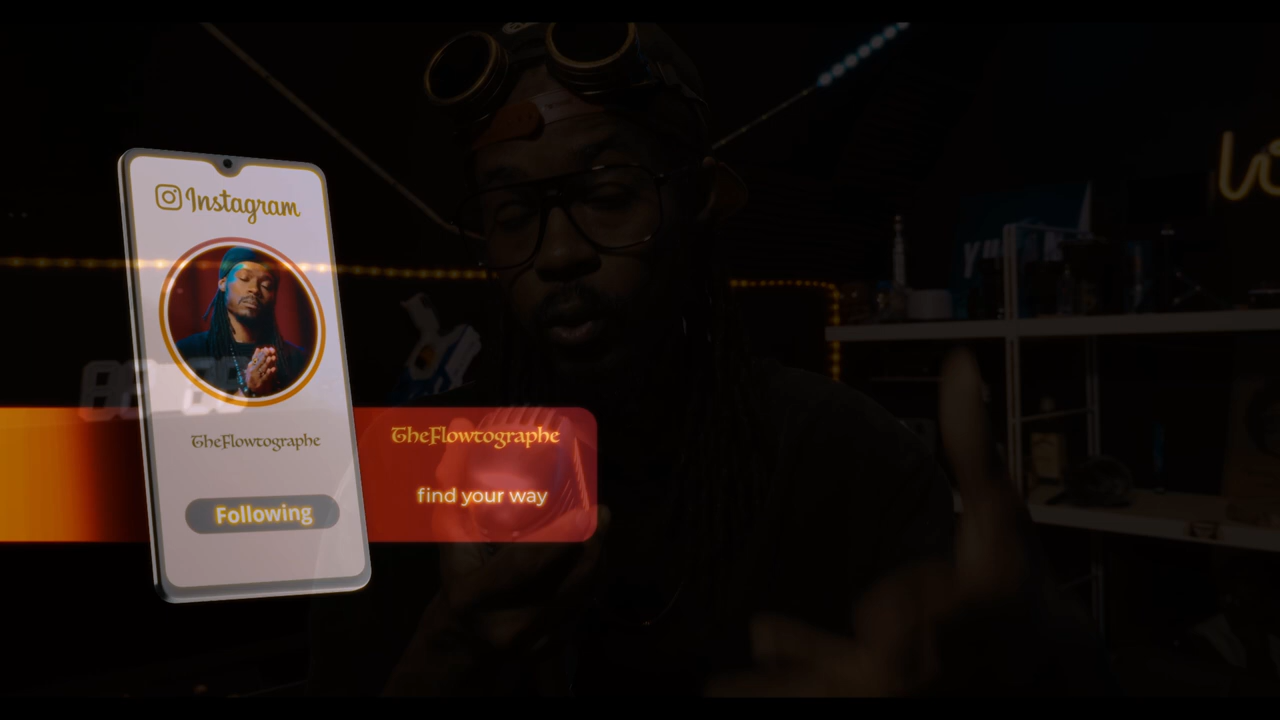 Instagram
TheFlowtographe
Following
TheFlowtographe
find your way